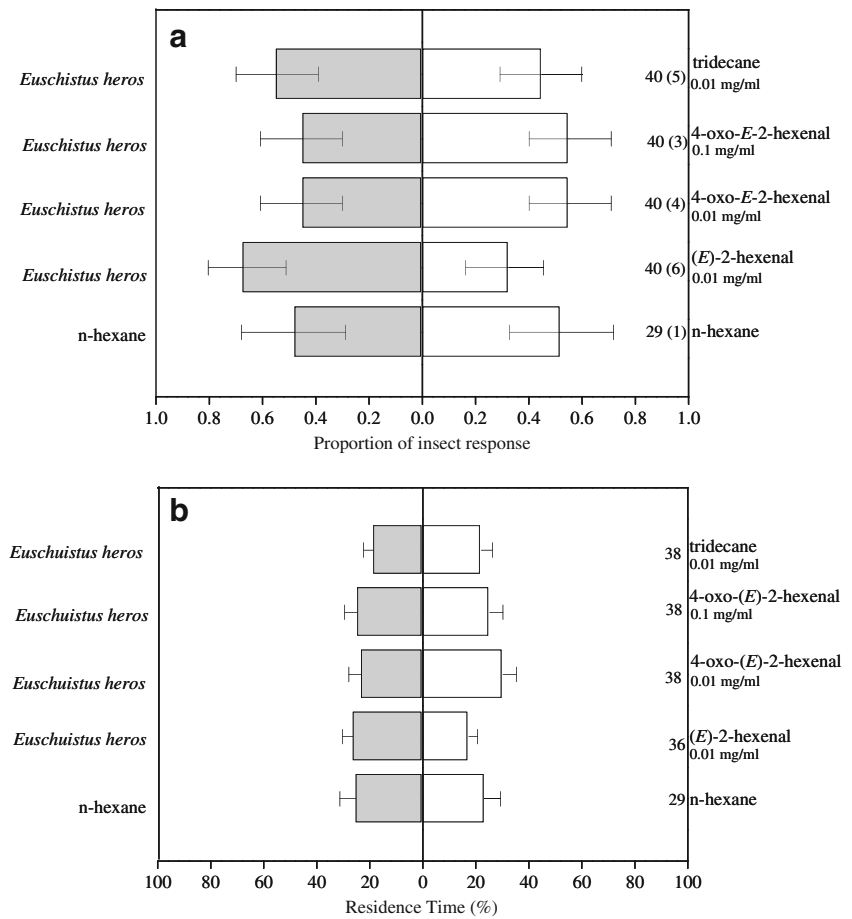 a
Euschistus heros
40 (5)
tridecane
0.01 mg/ml
Euschistus heros
40 (3)
4-oxo-E-2-hexenal
0.1 mg/ml
Euschistus heros
40 (4)
4-oxo-E-2-hexenal
0.01 mg/ml
Euschistus heros
40 (6)
(E)-2-hexenal
0.01 mg/ml
n-hexane
29 (1)
n-hexane
1.0 0.8 0.6 0.4 0.2 0.0 0.2 0.4 0.6 0.8 1.0
Proportion of insect response
b
Euschuistus heros
38
tridecane
0.01 mg/ml
Euschuistus heros
38
4-oxo-(E)-2-hexenal
0.1 mg/ml
Euschuistus heros
38
4-oxo-(E)-2-hexenal
0.01 mg/ml
Euschuistus heros
36
(E)-2-hexenal
0.01 mg/ml
n-hexane
29
n-hexane
100 80 60 40 20 0 20 40 60 80 100
Residence Time (%)